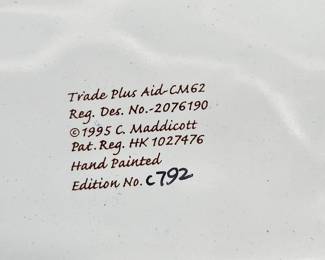 Trade Plus Aid-CM62
Reg. Des. No.-2076190
©1995 C. Maddicott
Pat. Reg. HK 1027476
Hand Painted
Edition No. C792